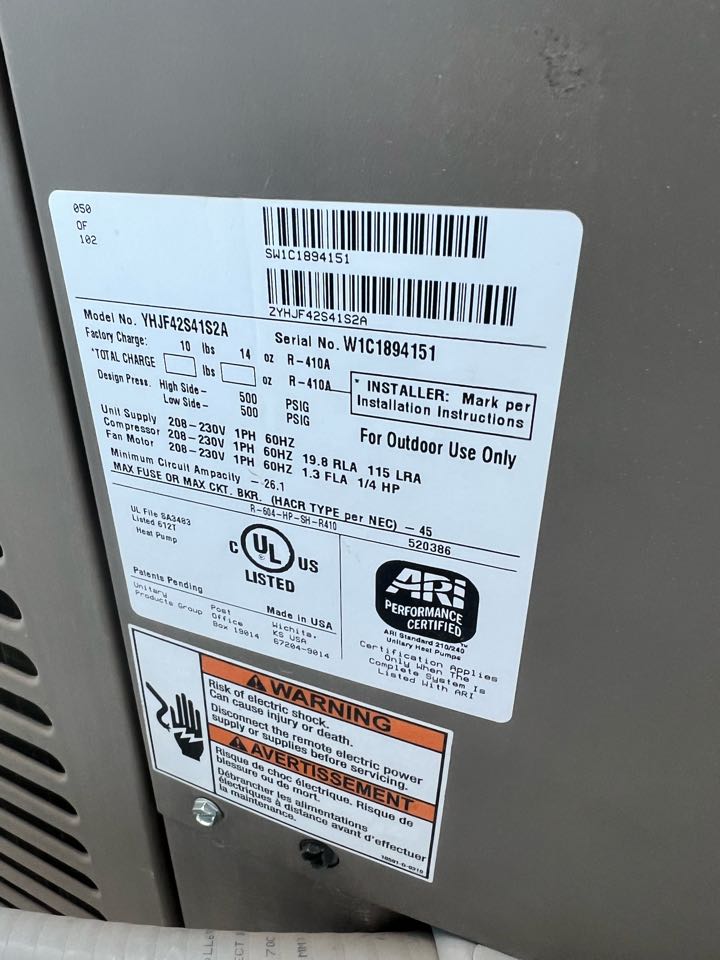 050
OF
102
SW1C1894151
ZYHJF42S41S2A
Model No. YHJF42S41S2A
Serial No. W1C1894151
Factory Charge: 10 lbs 14 oz R-410A
*TOTAL CHARGE lbs oz R-410A
* INSTALLER: Mark per
Installation Instructions
Design Press. High Side- 500 PSIG
Low Side- 500 PSIG
For Outdoor Use Only
Unit Supply 208-230V 1PH 60HZ
Compressor 208-230V 1PH 60HZ 19.8 RLA 115 LRA
Fan Motor 208-230V 1PH 60HZ 1.3 FLA 1/4 HP
Minimum Circuit Ampacity - 26.1
MAX FUSE OR MAX CKT. BKR. (HACR TYPE per NEC) - 45
R-604-HP-SH-R410
520386
UL File SA3483
Listed 612T
Heat Pump
C UL US
LISTED
Patents Pending
Made in USA
Unitary
Products Group
Post
Office
Box 19014
Wichita,
KS USA
67204-9014
ARI
PERFORMANCE
CERTIFIED™
ARI Standard 210/240
Unitary Heat Pumps
Certification Applies
Only When The
Complete System Is
Listed With ARI
WARNING
Risk of electric shock.
Can cause injury or death.
Disconnect the remote electric power
supply or supplies before servicing.
AVERTISSEMENT
Risque de choc électrique. Risque de
blessure ou de mort.
Débrancher les alimentations
électriques à distance avant d'effectuer
la maintenance.
700